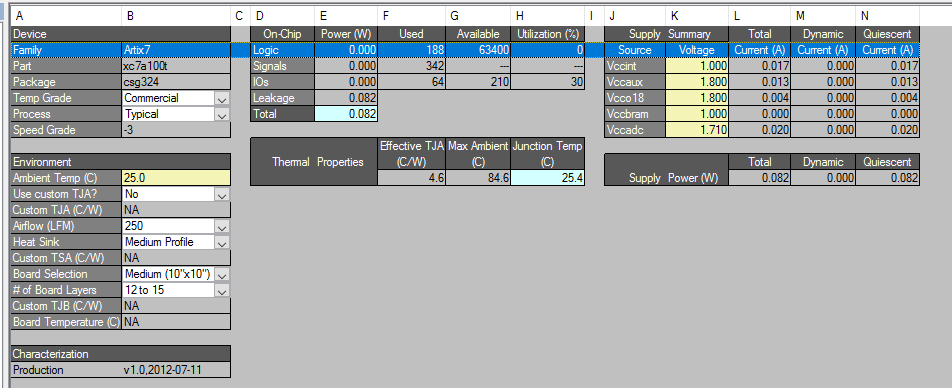 A B C D E F G H I J K L M N
Device On-Chip Power (W) Used Available Utilization (%) Supply Summary Total Dynamic Quiescent
Family Artix7 Logic 0.000 188 63400 0 Source Voltage Current (A) Current (A) Current (A)
Part xc7a100t Signals 0.000 342 --- --- Vccint 1.000 0.017 0.000 0.017
Package csg324 IOs 0.000 64 210 30 Vccaux 1.800 0.013 0.000 0.013
Temp Grade Commercial Leakage 0.082 Vcco18 1.800 0.004 0.000 0.004
Process Typical Total 0.082 Vccbram 1.000 0.000 0.000 0.000
Speed Grade -3 Vccadc 1.710 0.020 0.000 0.020
Effective TJA Max Ambient Junction Temp
Environment Thermal Properties (C/W) (C) (C) Total Dynamic Quiescent
Ambient Temp (C) 25.0 4.6 84.6 25.4 Supply Power (W) 0.082 0.000 0.082
Use custom TJA? No
Custom TJA (C/W) NA
Airflow (LFM) 250
Heat Sink Medium Profile
Custom TSA (C/W) NA
Board Selection Medium (10"x10")
# of Board Layers 12 to 15
Custom TJB (C/W) NA
Board Temperature (C) NA
Characterization
Production v1.0,2012-07-11